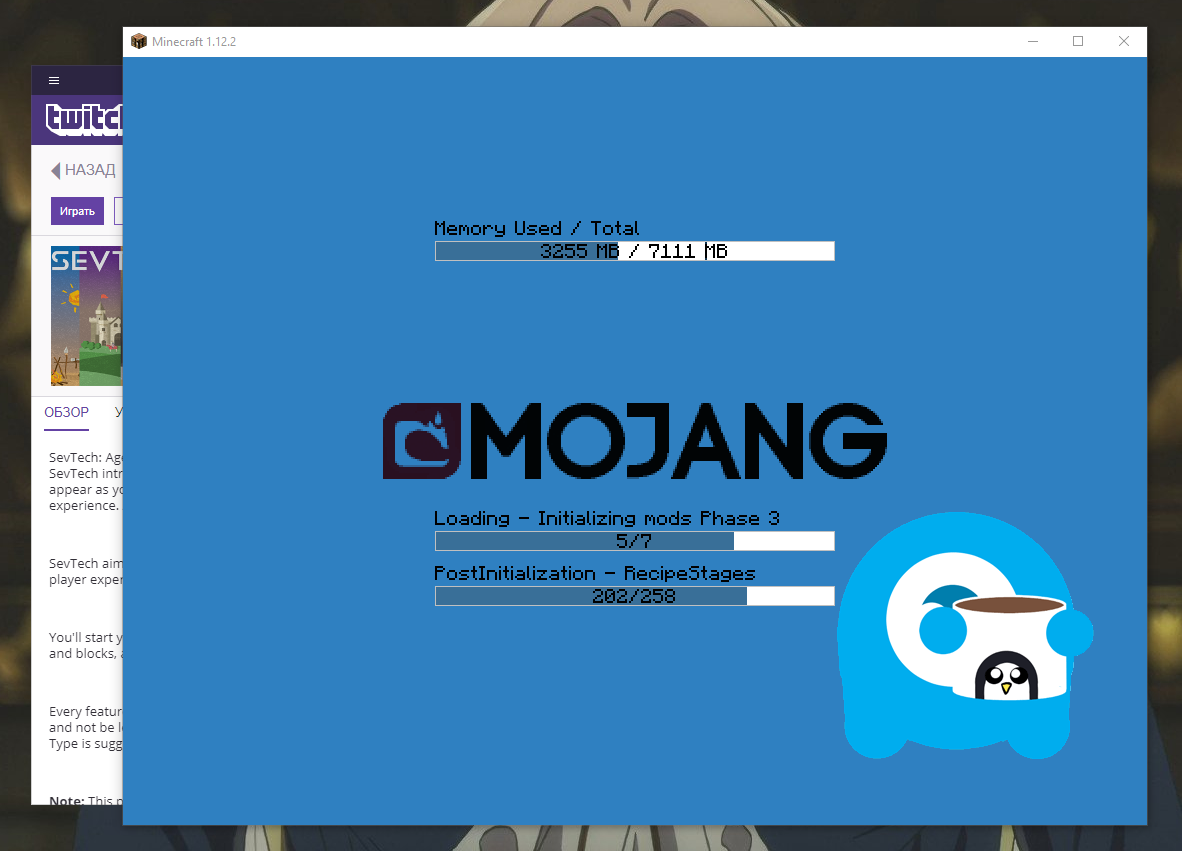 Minecraft 1.12.2
twitc
НАЗАД
Играть
SEVT
ОБЗОР У
SevTech: Ag
SevTech intr
appear as yo
experience.
SevTech aim
player exper
You'll start y
and blocks, a
Every featur
and not be l
Type is sugg
Note: This p
Memory Used / Total
3255 MB / 7111 MB
MOJANG
Loading - Initializing mods Phase 3
5/7
PostInitialization - RecipeStages
202/258